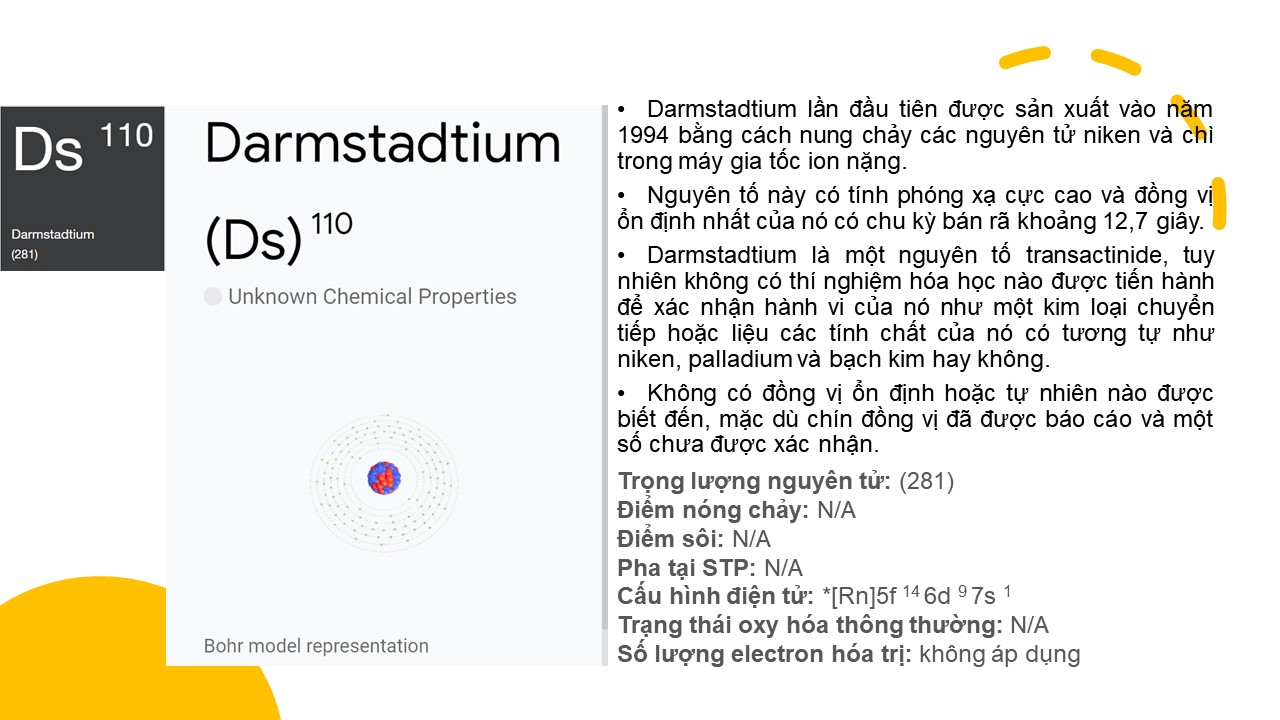 Ds 110
Darmstadtium
(281)
Darmstadtium
(Ds) 110
Unknown Chemical Properties
Bohr model representation
• Darmstadtium lần đầu tiên được sản xuất vào năm
1994 bằng cách nung chảy các nguyên tử niken và chì
trong máy gia tốc ion nặng.
• Nguyên tố này có tính phóng xạ cực cao và đồng vị
ổn định nhất của nó có chu kỳ bán rã khoảng 12,7 giây.
• Darmstadtium là một nguyên tố transactinide, tuy
nhiên không có thí nghiệm hóa học nào được tiến hành
để xác nhận hành vi của nó như một kim loại chuyển
tiếp hoặc liệu các tính chất của nó có tương tự như
niken, palladium và bạch kim hay không.
• Không có đồng vị ổn định hoặc tự nhiên nào được
biết đến, mặc dù chín đồng vị đã được báo cáo và một
số chưa được xác nhận.
Trọng lượng nguyên tử: (281)
Điểm nóng chảy: N/A
Điểm sôi: N/A
Pha tại STP: N/A
Cấu hình điện tử: *[Rn]5f 14 6d 9 7s 1
Trạng thái oxy hóa thông thường: N/A
Số lượng electron hóa trị: không áp dụng